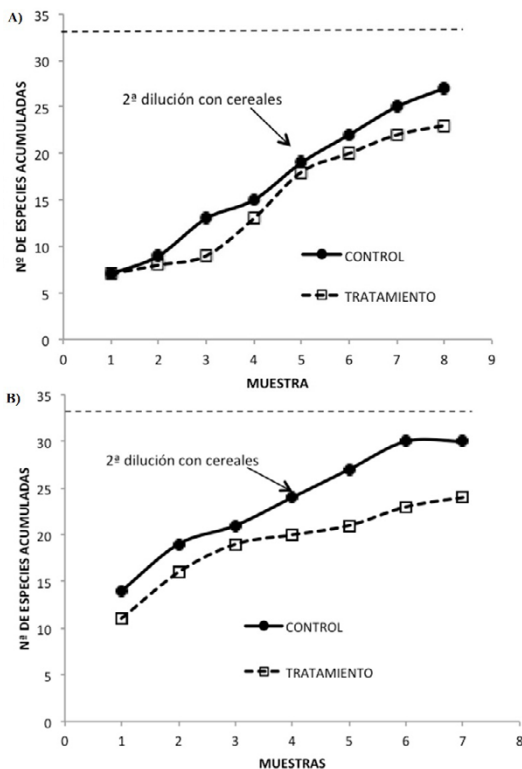 A)
35
30
25
20
15
10
5
0
Nº DE ESPECIES ACUMULADAS
2ª dilución con cereales
CONTROL
TRATAMIENTO
0 1 2 3 4 5 6 7 8 9
MUESTRA
B)
35
30
25
20
15
10
5
0
Nª DE ESPECIES ACUMULADAS
2ª dilución con cereales
CONTROL
TRATAMIENTO
0 1 2 3 4 5 6 7 8
MUESTRAS